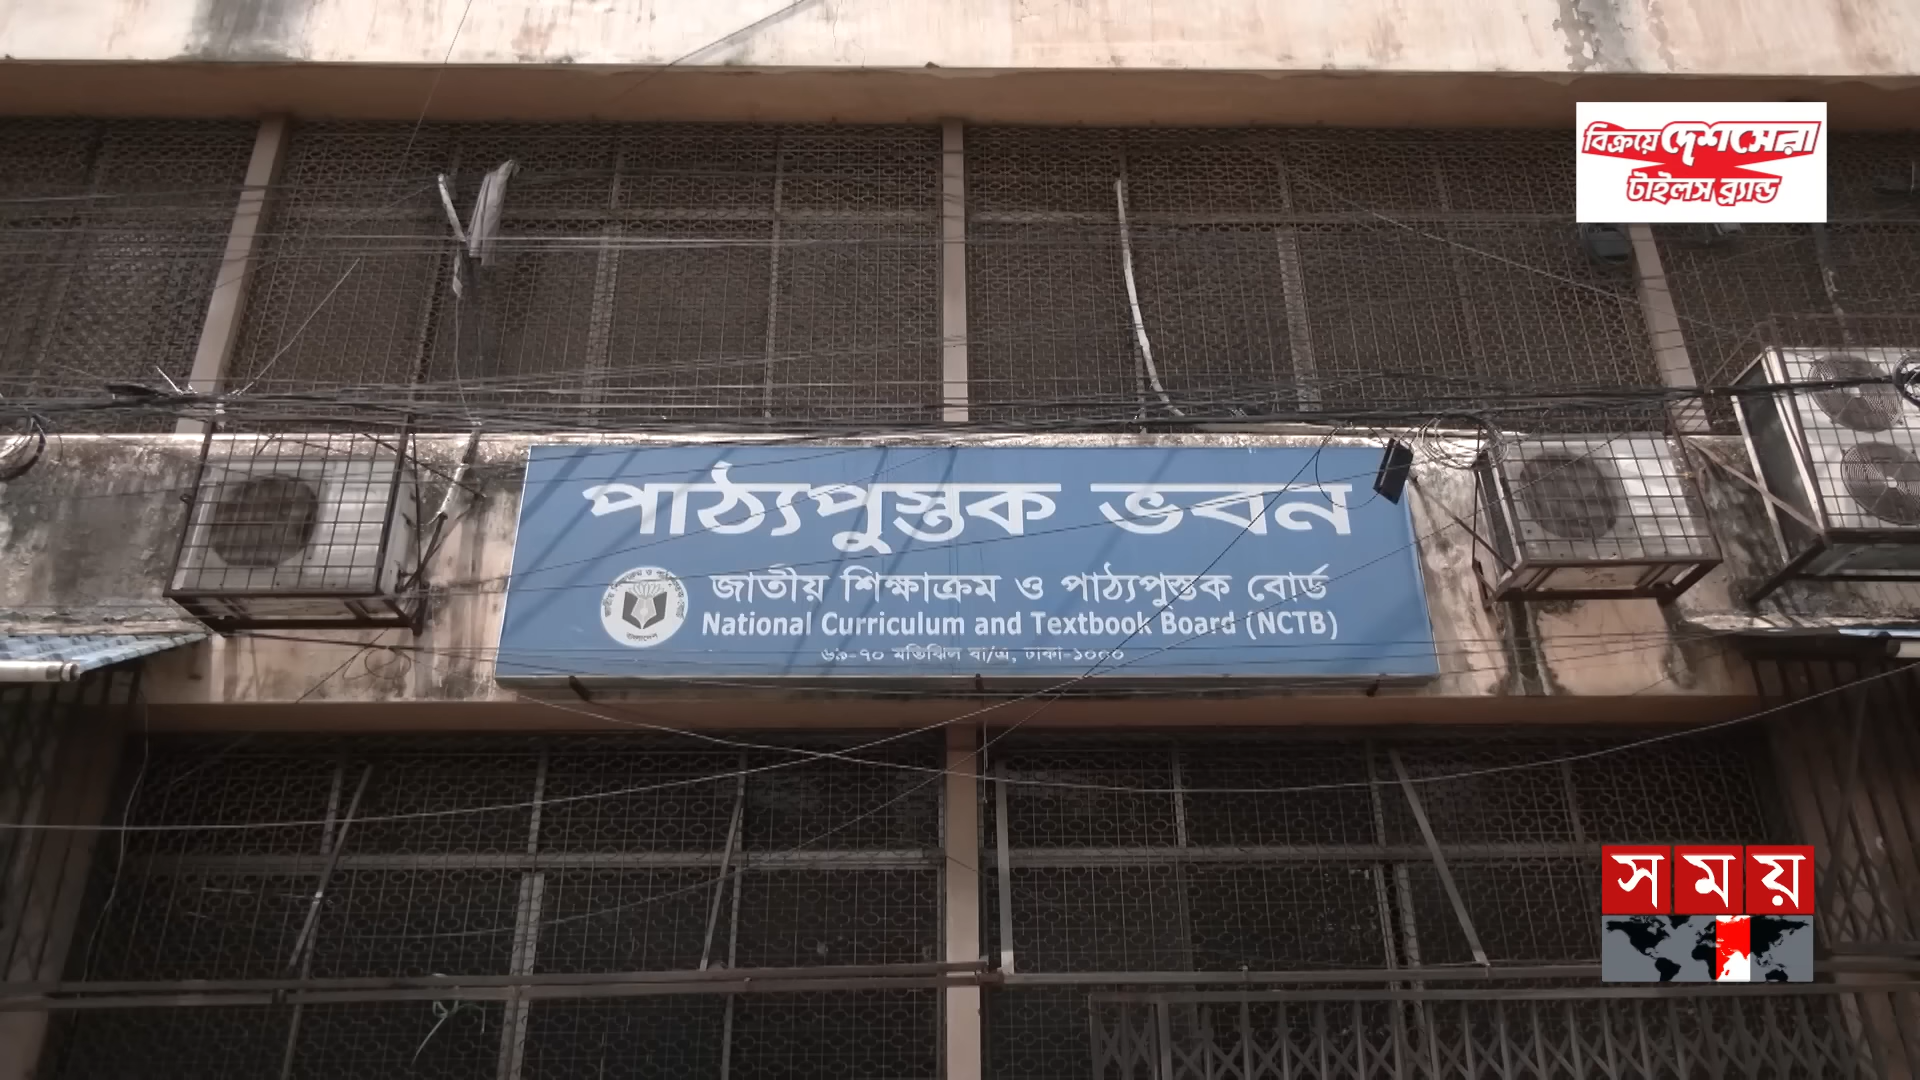 বিক্রয়ে দেশসেরা
টাইলস ব্র্যান্ড
পাঠ্যপুস্তক ভবন
জাতীয় শিক্ষাক্রম ও পাঠ্যপুস্তক বোর্ড
National Curriculum and Textbook Board (NCTB)
৬৯-৭০ মতিঝিল বা/এ, ঢাকা-১০০০
সময়